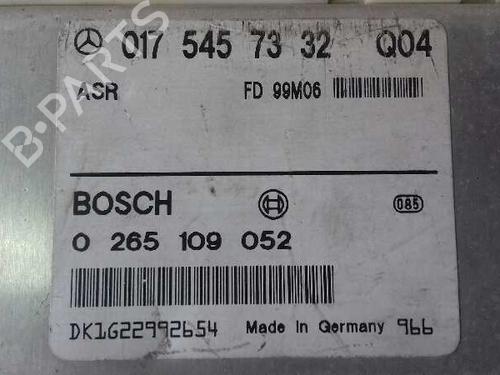 017 545 73 32 Q04
ASR FD 99M06
BOSCH 085
0 265 109 052
DK1G22992654 Made In Germany 966
B-PARTS